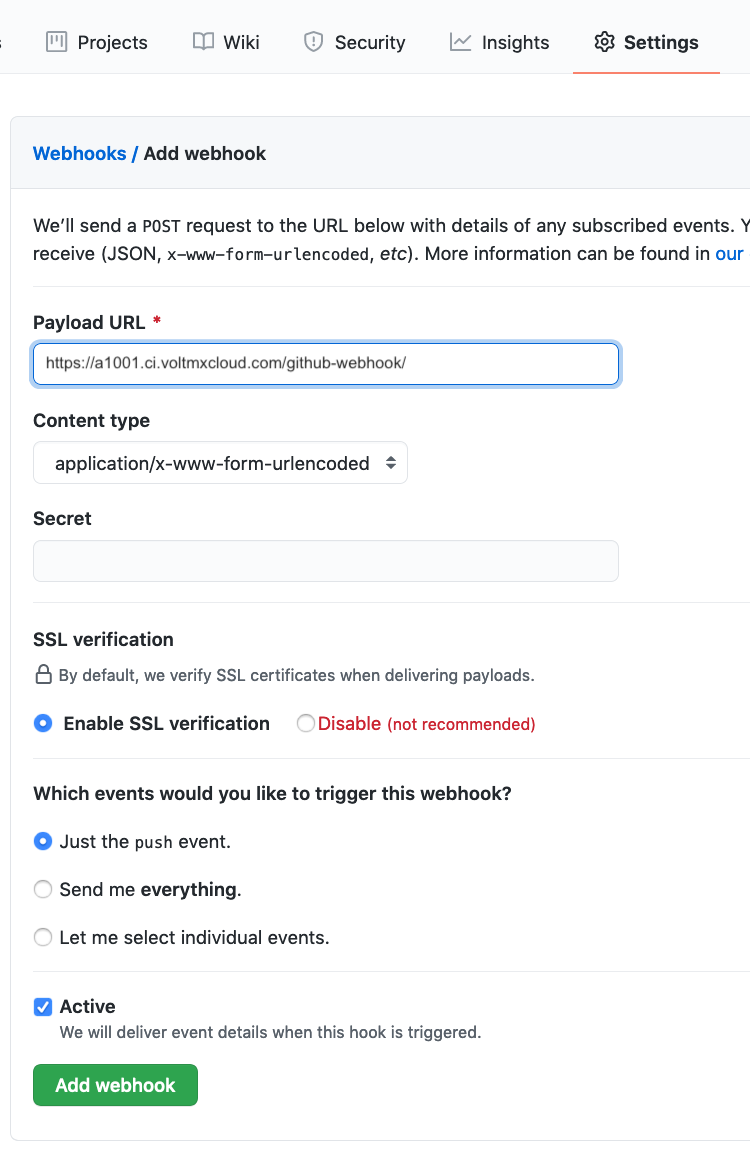 Projects Wiki Security Insights Settings
Webhooks / Add webhook
We’ll send a POST request to the URL below with details of any subscribed events.
receive (JSON, x-www-form-urlencoded, etc). More information can be found in our
Payload URL *
https://a1001.ci.voltmxcloud.com/github-webhook/
Content type
application/x-www-form-urlencoded
Secret
SSL verification
By default, we verify SSL certificates when delivering payloads.
Enable SSL verification Disable (not recommended)
Which events would you like to trigger this webhook?
Just the push event.
Send me everything.
Let me select individual events.
Active
We will deliver event details when this hook is triggered.
Add webhook